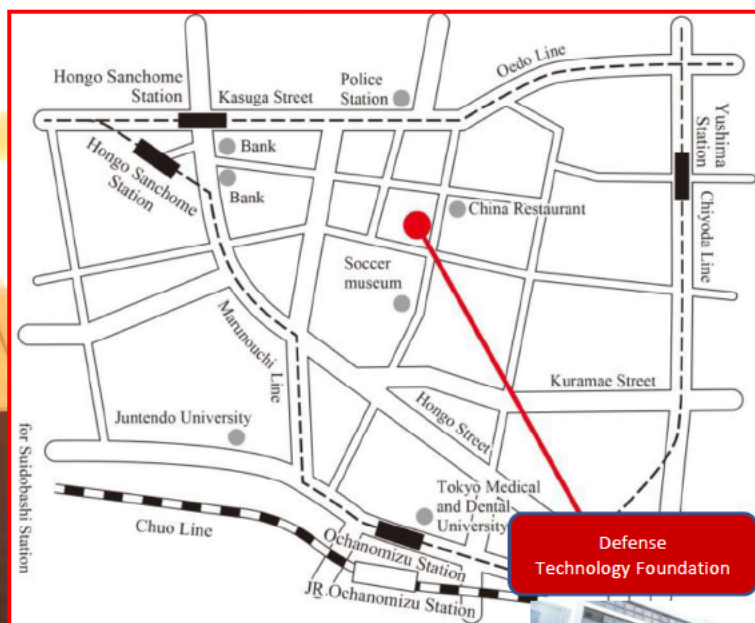 Oedo Line
Hongo Sanchome
Station
Police
Station
Kasuga Street
Yushima
Station
Hongo Sanchome
Station
Bank
Bank
China Restaurant
Chiyoda Line
Soccer
museum
Marunouchi
Line
Kuramae Street
Hongo Street
Juntendo University
for Suidobashi Station
Tokyo Medical
and Dental
University
Chuo Line
Ochanomizu Station
JR.Ochanomizu Station
Defense
Technology Foundation